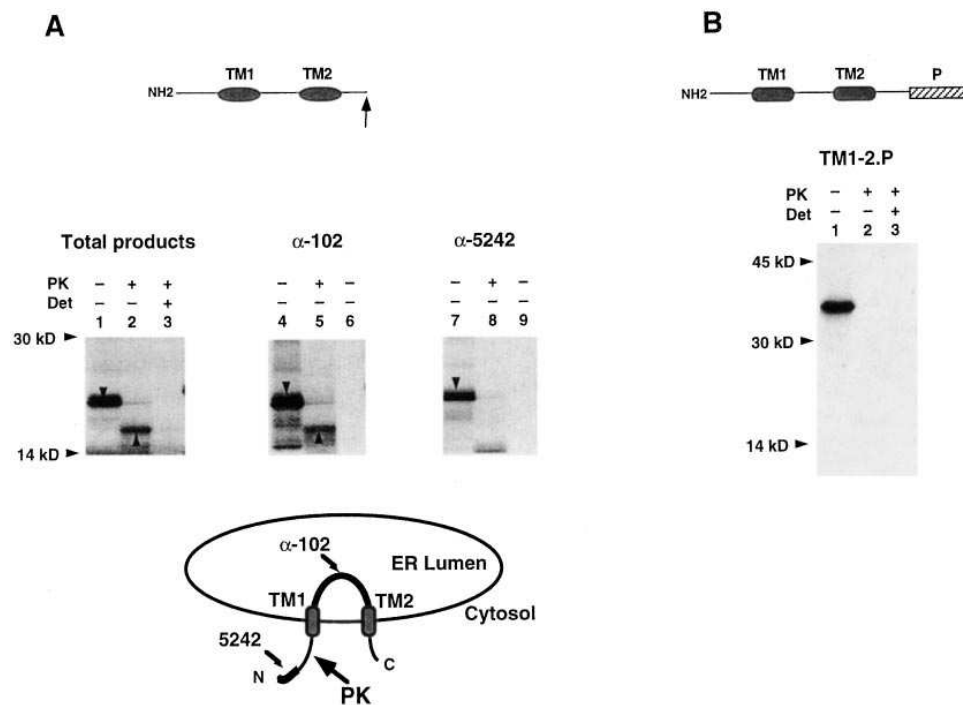 A
TM1 TM2
NH2
Total products
PK - + +
Det - - +
1 2 3
30 kD
14 kD
α-102
- + -
- - -
4 5 6
α-5242
- + -
- - -
7 8 9
α-102
ER Lumen
TM1 TM2
Cytosol
5242
N
C
PK
B
TM1 TM2 P
NH2
TM1-2.P
PK - + +
Det - - +
1 2 3
45 kD
30 kD
14 kD